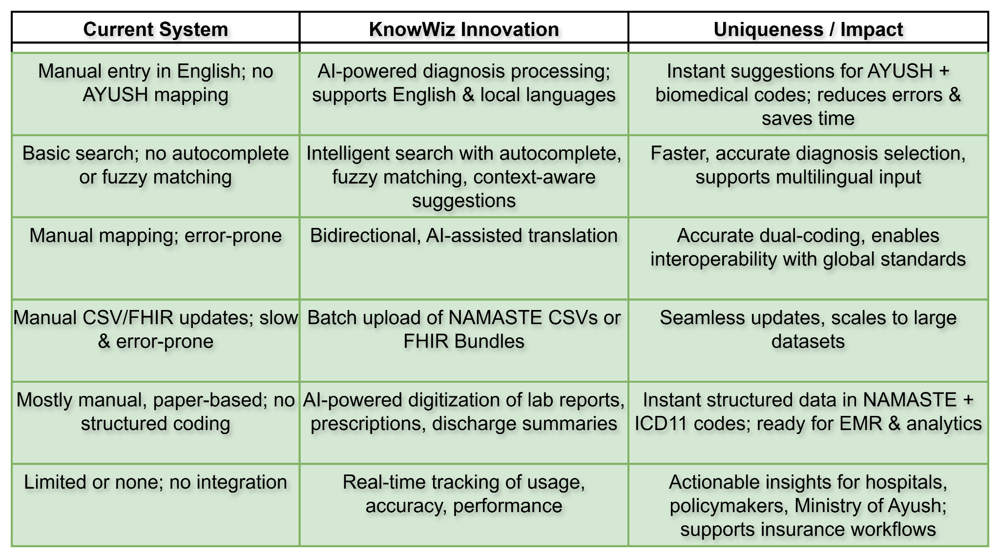 Current System
KnowWiz Innovation
Uniqueness / Impact
Manual entry in English; no
AYUSH mapping
AI-powered diagnosis processing;
supports English & local languages
Instant suggestions for AYUSH +
biomedical codes; reduces errors &
saves time
Basic search; no autocomplete
or fuzzy matching
Intelligent search with autocomplete,
fuzzy matching, context-aware
suggestions
Faster, accurate diagnosis selection,
supports multilingual input
Manual mapping; error-prone
Bidirectional, AI-assisted translation
Accurate dual-coding, enables
interoperability with global standards
Manual CSV/FHIR updates; slow
& error-prone
Batch upload of NAMASTE CSVs or
FHIR Bundles
Seamless updates, scales to large
datasets
Mostly manual, paper-based; no
structured coding
AI-powered digitization of lab reports,
prescriptions, discharge summaries
Instant structured data in NAMASTE +
ICD11 codes; ready for EMR & analytics
Limited or none; no integration
Real-time tracking of usage,
accuracy, performance
Actionable insights for hospitals,
policymakers, Ministry of Ayush;
supports insurance workflows